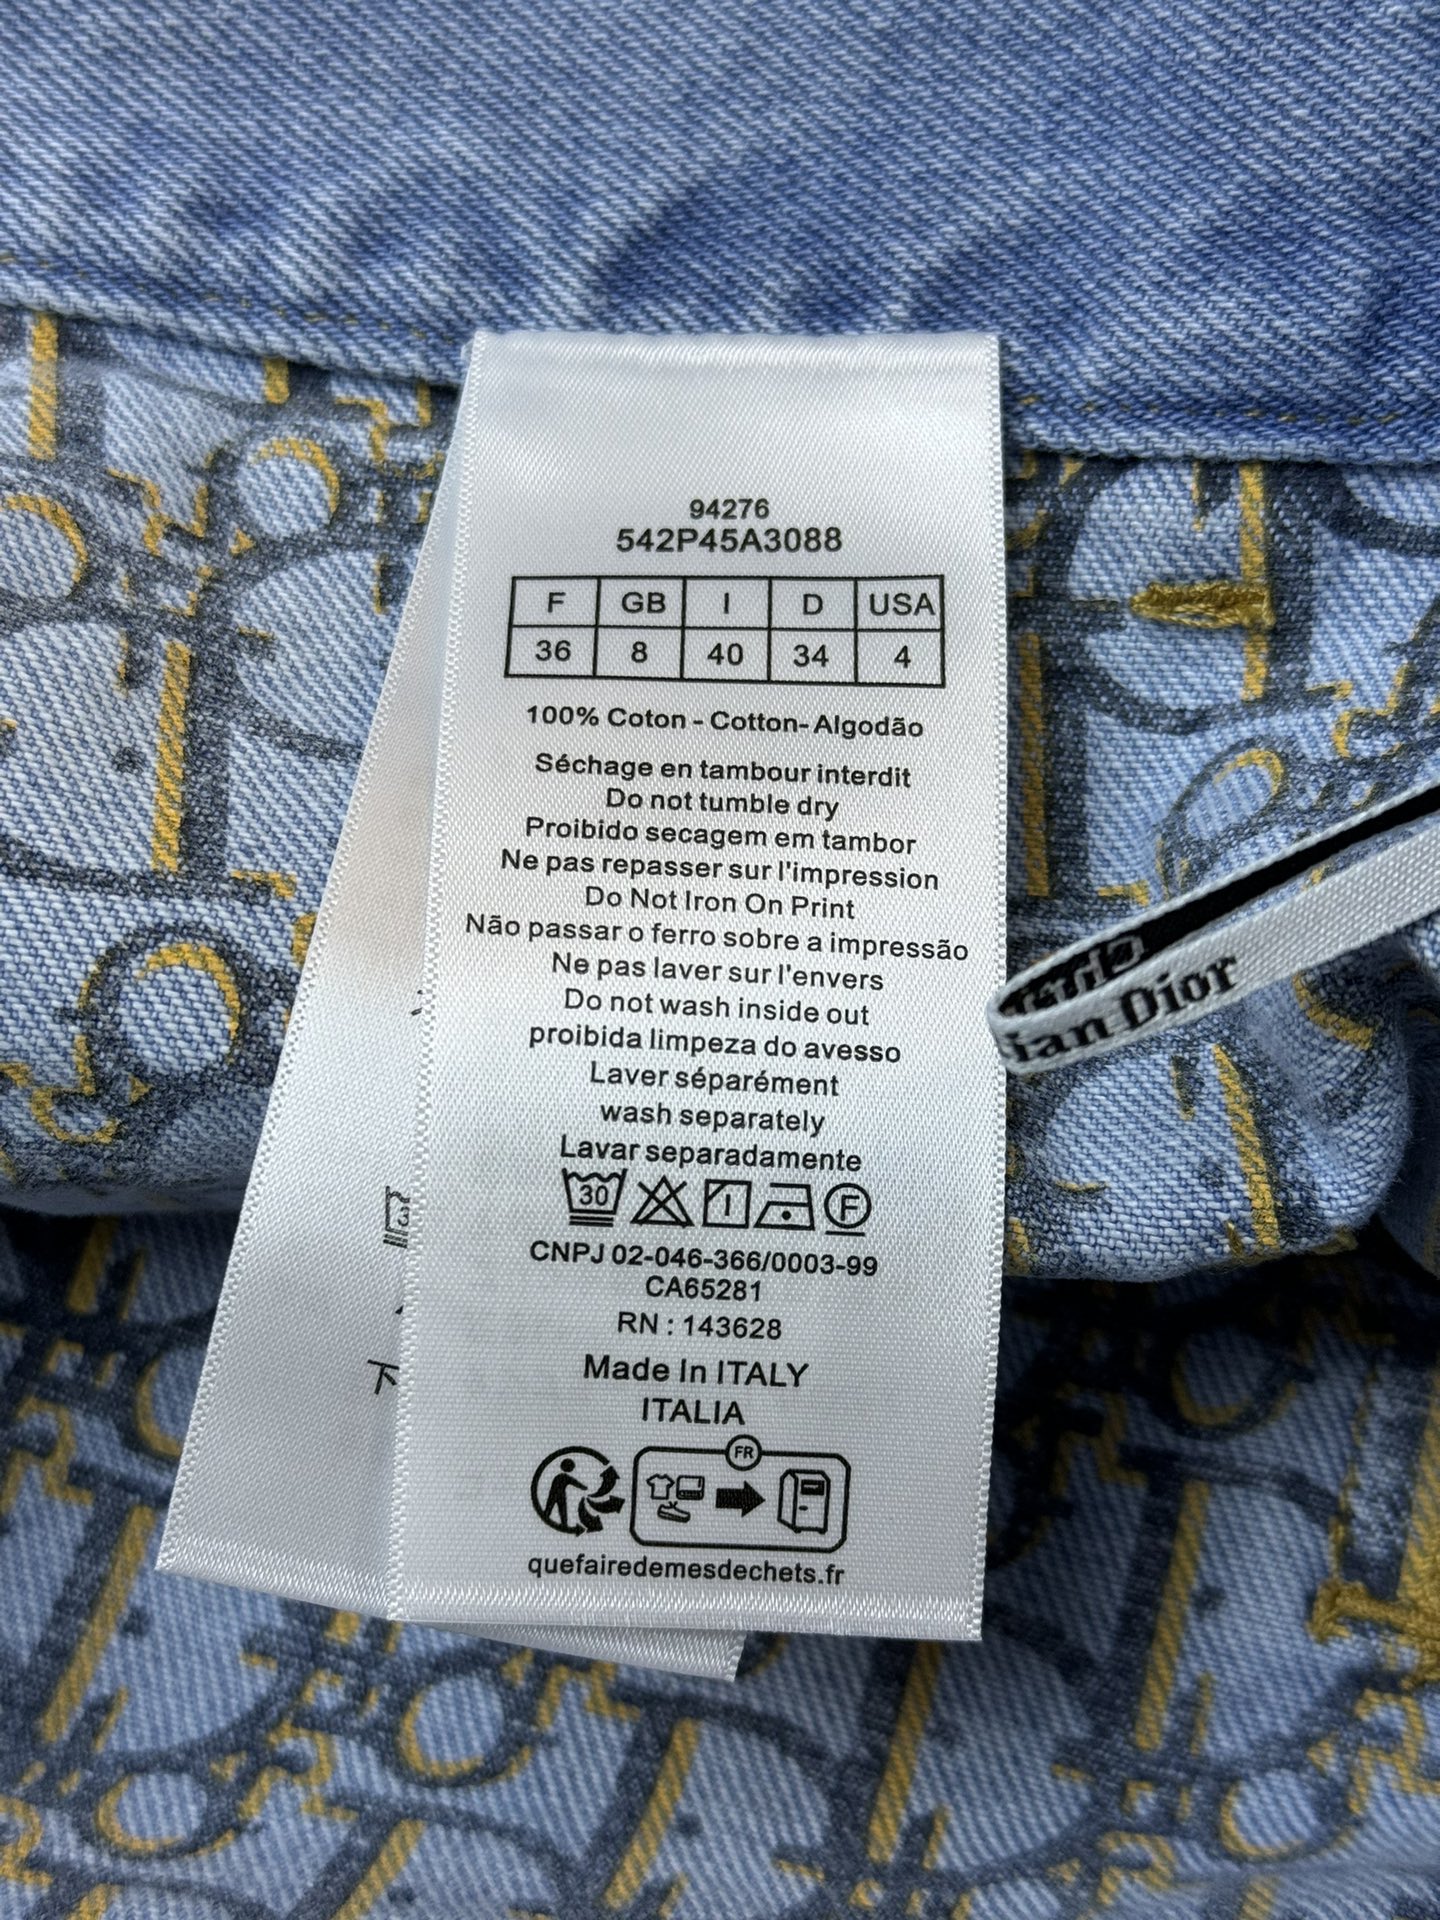 94276
542P45A3088
F GB I D USA
36 8 40 34 4
100% Coton - Cotton- Algodão
Séchage en tambour interdit
Do not tumble dry
Proibido secagem em tambor
Ne pas repasser sur l'impression
Do Not Iron On Print
Não passar o ferro sobre a impressão
Ne pas laver sur l'envers
Do not wash inside out
proibida limpeza do avesso
Laver séparément
wash separately
Lavar separadamente
30 I F
CNPJ 02-046-366/0003-99
CA65281
RN : 143628
Made In ITALY
ITALIA
FR
quefairedemesdechets.fr
ian Dior
下